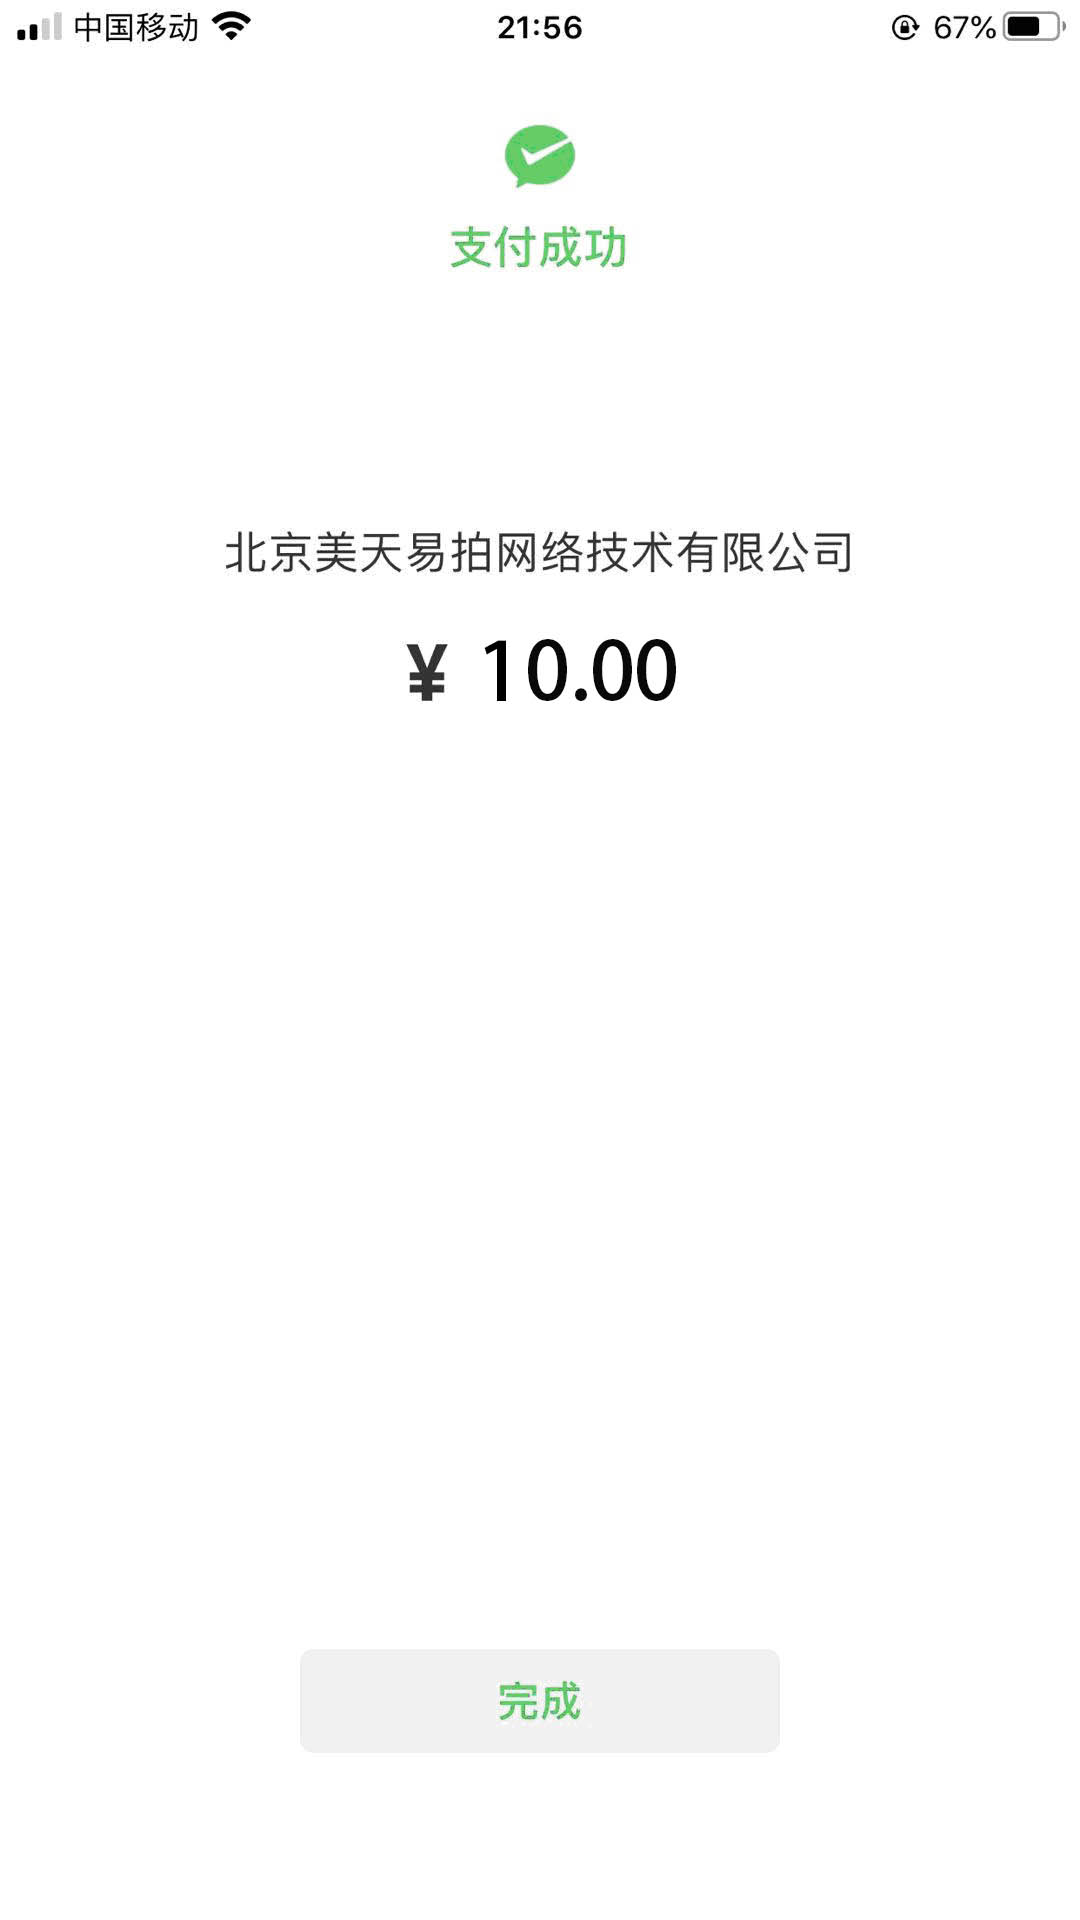 中国移动 21:56 67%
支付成功
北京美天易拍网络技术有限公司
¥ 10.00
完成